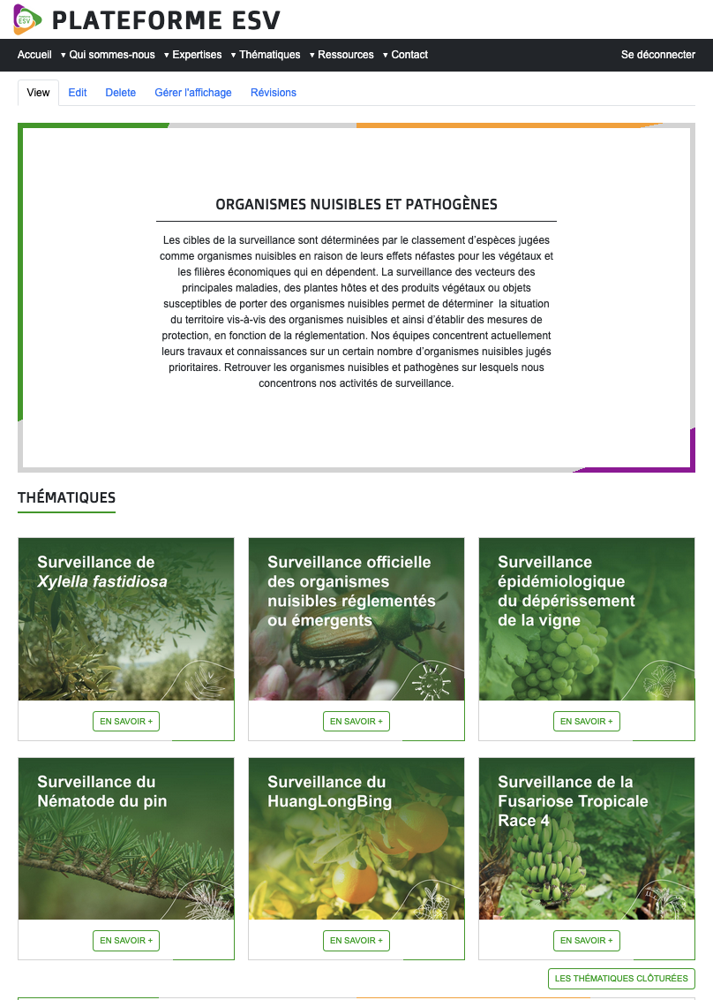 ESV
PLATEFORME ESV
Accueil ▾ Qui sommes-nous ▾ Expertises ▾ Thématiques ▾ Ressources ▾ Contact Se déconnecter
View Edit Delete Gérer l'affichage Révisions
ORGANISMES NUISIBLES ET PATHOGÈNES
Les cibles de la surveillance sont déterminées par le classement d’espèces jugées
comme organismes nuisibles en raison de leurs effets néfastes pour les végétaux et
les filières économiques qui en dépendent. La surveillance des vecteurs des
principales maladies, des plantes hôtes et des produits végétaux ou objets
susceptibles de porter des organismes nuisibles permet de déterminer  la situation
du territoire vis-à-vis des organismes nuisibles et ainsi d’établir des mesures de
protection, en fonction de la réglementation. Nos équipes concentrent actuellement
leurs travaux et connaissances sur un certain nombre d’organismes nuisibles jugés
prioritaires. Retrouver les organismes nuisibles et pathogènes sur lesquels nous
concentrons nos activités de surveillance.
THÉMATIQUES
Surveillance de
Xylella fastidiosa
EN SAVOIR +
Surveillance officielle
des organismes
nuisibles réglementés
ou émergents
EN SAVOIR +
Surveillance
épidémiologique
du dépérissement
de la vigne
EN SAVOIR +
Surveillance du
Nématode du pin
EN SAVOIR +
Surveillance du
HuangLongBing
EN SAVOIR +
Surveillance de la
Fusariose Tropicale
Race 4
EN SAVOIR +
LES THÉMATIQUES CLÔTURÉES